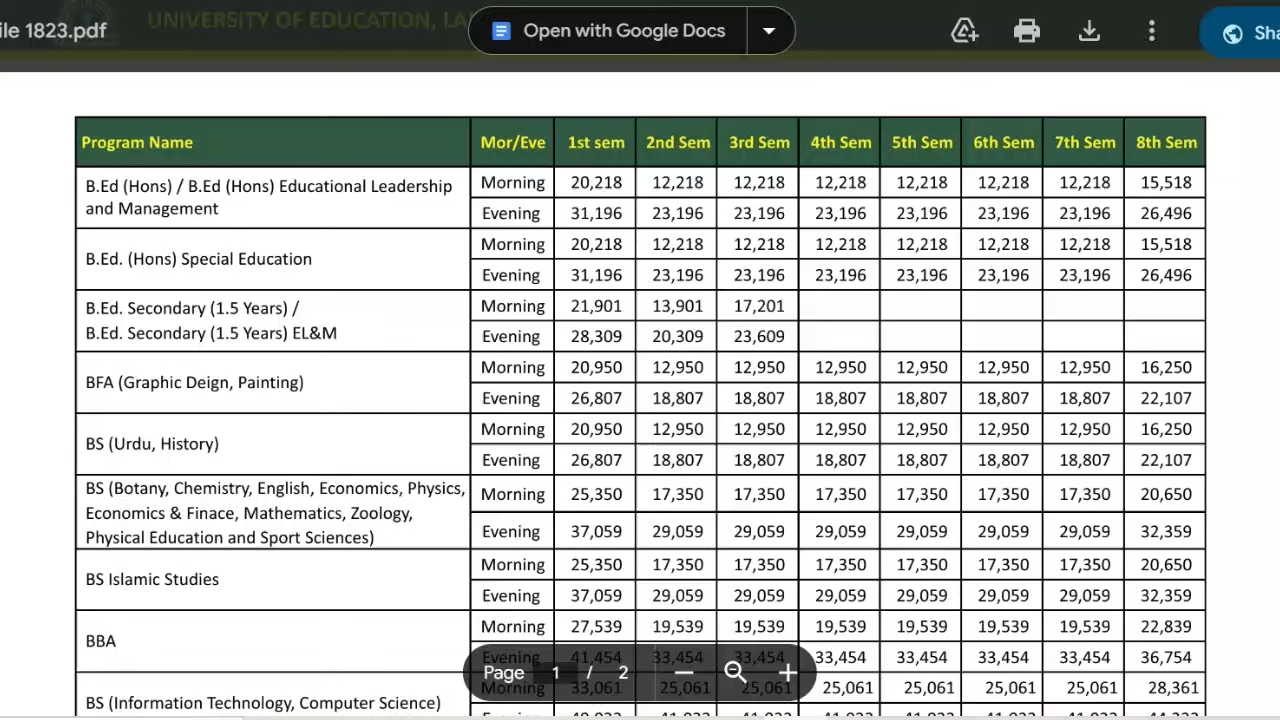 UNIVERSITY OF EDUCATION, LA
ile 1823.pdf
Open with Google Docs
Sha
Program Name Mor/Eve 1st sem 2nd Sem 3rd Sem 4th Sem 5th Sem 6th Sem 7th Sem 8th Sem
B.Ed (Hons) / B.Ed (Hons) Educational Leadership
and Management
Morning 20,218 12,218 12,218 12,218 12,218 12,218 12,218 15,518
Evening 31,196 23,196 23,196 23,196 23,196 23,196 23,196 26,496
B.Ed. (Hons) Special Education
Morning 20,218 12,218 12,218 12,218 12,218 12,218 12,218 15,518
Evening 31,196 23,196 23,196 23,196 23,196 23,196 23,196 26,496
B.Ed. Secondary (1.5 Years) /
B.Ed. Secondary (1.5 Years) EL&M
Morning 21,901 13,901 17,201
Evening 28,309 20,309 23,609
BFA (Graphic Deign, Painting)
Morning 20,950 12,950 12,950 12,950 12,950 12,950 12,950 16,250
Evening 26,807 18,807 18,807 18,807 18,807 18,807 18,807 22,107
BS (Urdu, History)
Morning 20,950 12,950 12,950 12,950 12,950 12,950 12,950 16,250
Evening 26,807 18,807 18,807 18,807 18,807 18,807 18,807 22,107
BS (Botany, Chemistry, English, Economics, Physics,
Economics & Finace, Mathematics, Zoology,
Physical Education and Sport Sciences)
Morning 25,350 17,350 17,350 17,350 17,350 17,350 17,350 20,650
Evening 37,059 29,059 29,059 29,059 29,059 29,059 29,059 32,359
BS Islamic Studies
Morning 25,350 17,350 17,350 17,350 17,350 17,350 17,350 20,650
Evening 37,059 29,059 29,059 29,059 29,059 29,059 29,059 32,359
BBA
Morning 27,539 19,539 19,539 19,539 19,539 19,539 19,539 22,839
Evening 41,454 33,454 33,454 33,454 33,454 33,454 33,454 36,754
BS (Information Technology, Computer Science)
Morning 33,061 25,061 25,061 25,061 25,061 25,061 25,061 28,361
Page 1 / 2